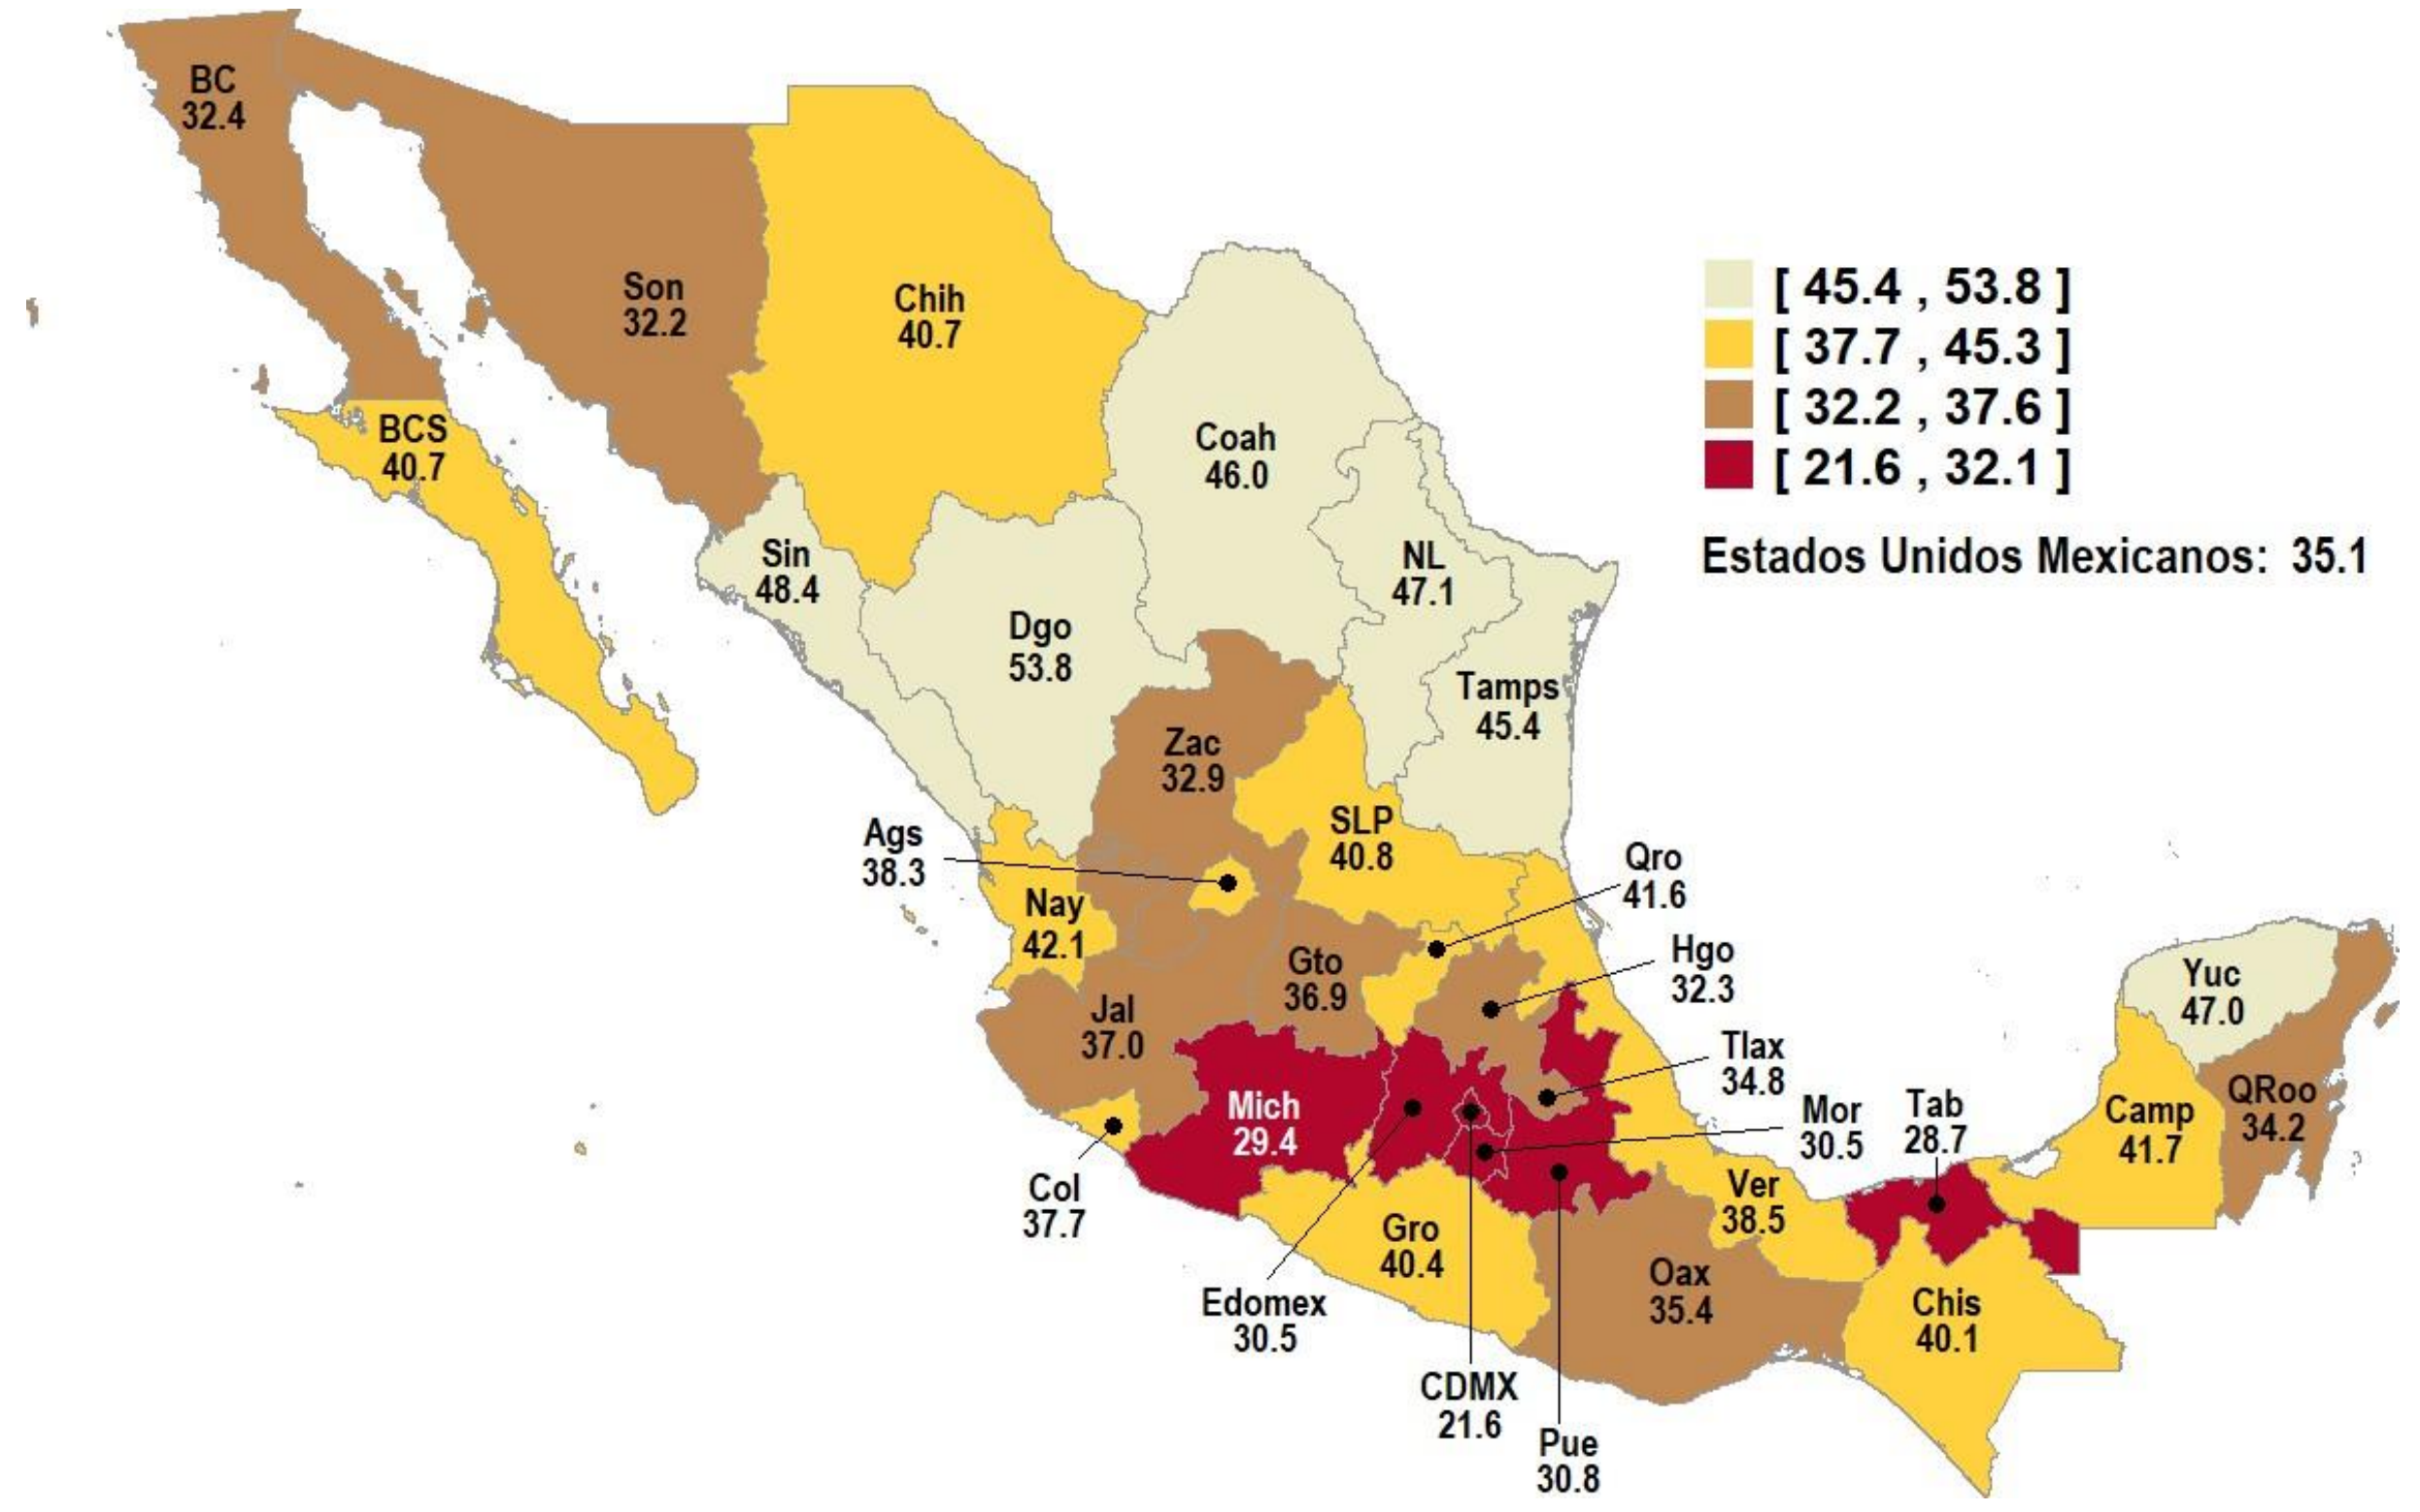 BC
32.4
Son
32.2
Chih
40.7
BCS
40.7
Coah
46.0
Sin
48.4
NL
47.1
Dgo
53.8
Tamps
45.4
Zac
32.9
SLP
40.8
Ags
38.3
Nay
42.1
Qro
41.6
Gto
36.9
Hgo
32.3
Jal
37.0
Tlax
34.8
Mich
29.4
Mor
30.5
Tab
28.7
Yuc
47.0
QRoo
34.2
Camp
41.7
Col
37.7
Ver
38.5
Gro
40.4
Edomex
30.5
Oax
35.4
Chis
40.1
CDMX
21.6
Pue
30.8
[ 45.4 , 53.8 ]
[ 37.7 , 45.3 ]
[ 32.2 , 37.6 ]
[ 21.6 , 32.1 ]
Estados Unidos Mexicanos: 35.1